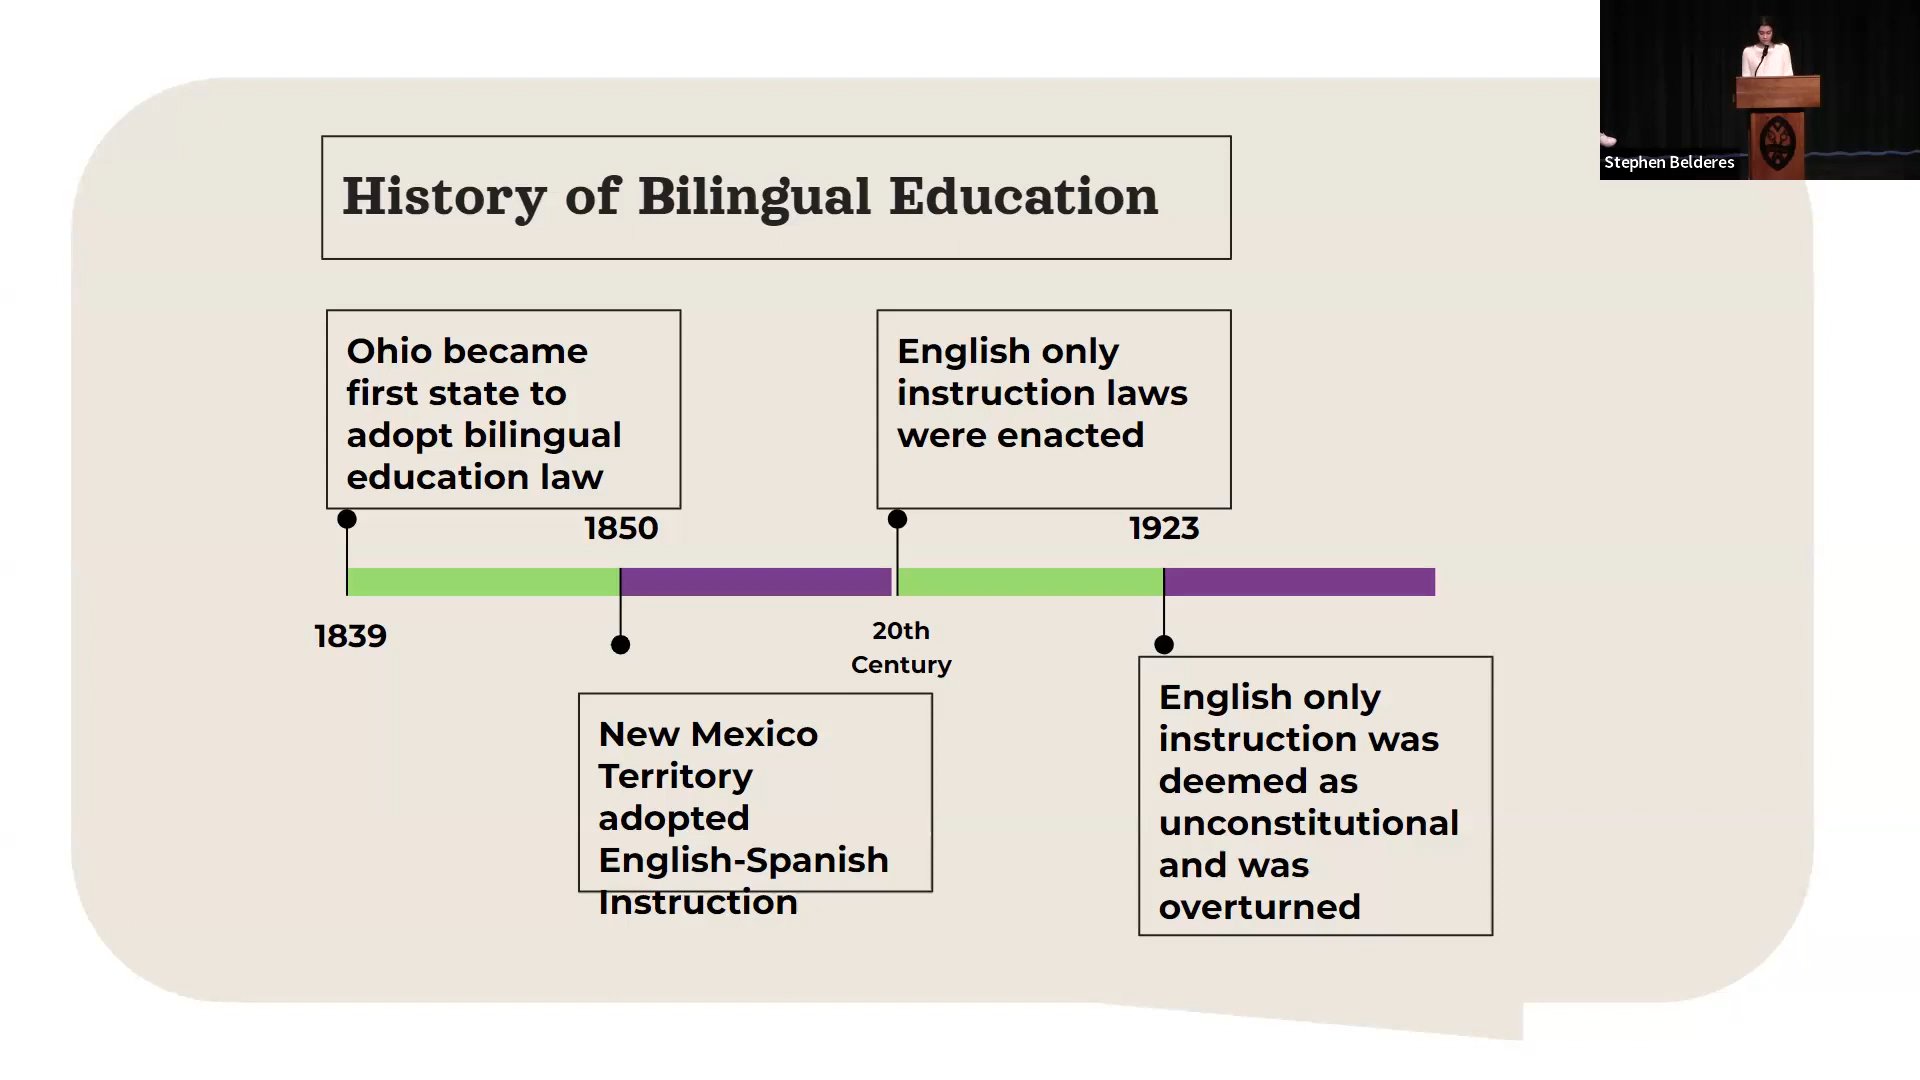 Stephen Belderes
History of Bilingual Education
Ohio became
first state to
adopt bilingual
education law
English only
instruction laws
were enacted
1850
1923
1839
20th
Century
New Mexico
Territory
adopted
English-Spanish
Instruction
English only
instruction was
deemed as
unconstitutional
and was
overturned